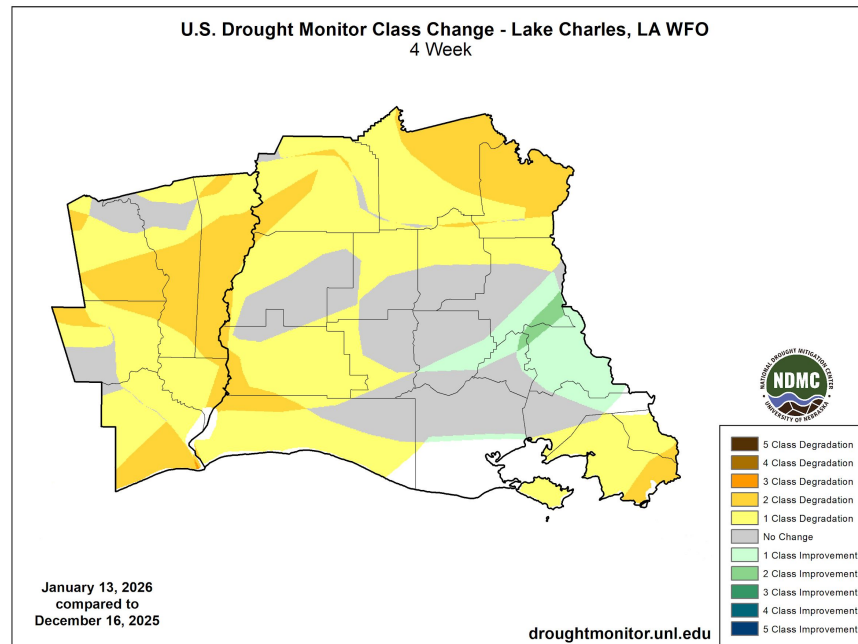 U.S. Drought Monitor Class Change - Lake Charles, LA WFO
4 Week
NATIONAL DROUGHT MITIGATION CENTER
NDMC
UNIVERSITY OF NEBRASKA
5 Class Degradation
4 Class Degradation
3 Class Degradation
2 Class Degradation
1 Class Degradation
No Change
1 Class Improvement
2 Class Improvement
3 Class Improvement
4 Class Improvement
5 Class Improvement
January 13, 2026
compared to
December 16, 2025
droughtmonitor.unl.edu